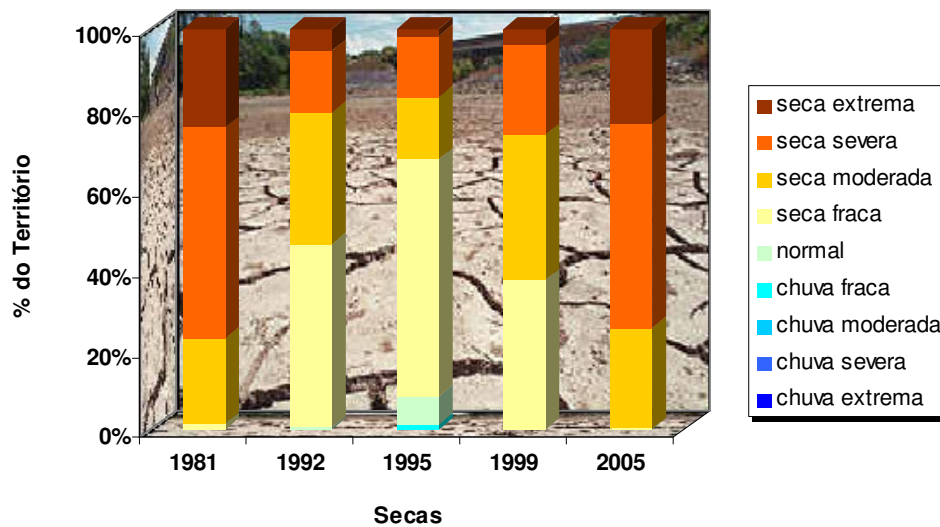 100%
80%
60%
40%
20%
0%
% do Território
1981
1992
1995
1999
2005
Secas
seca extrema
seca severa
seca moderada
seca fraca
normal
chuva fraca
chuva moderada
chuva severa
chuva extrema